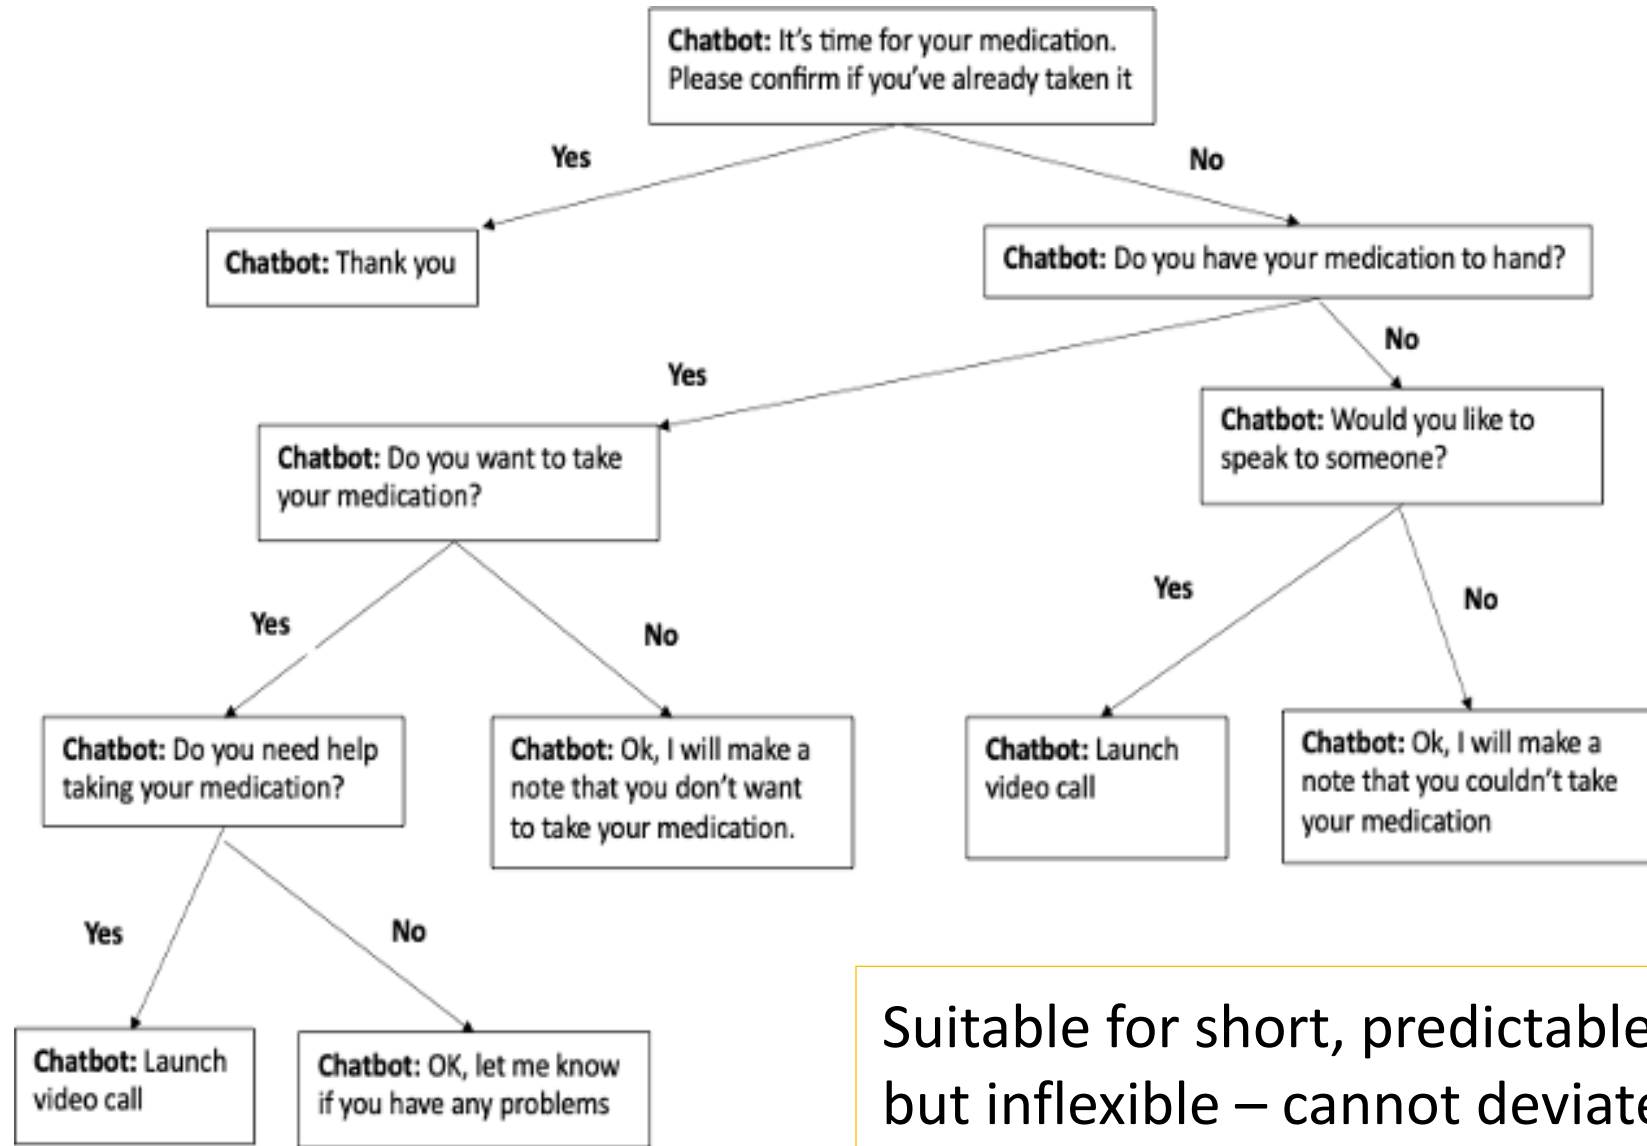 Chatbot: It's time for your medication.
Please confirm if you've already taken it
Yes
No
Chatbot: Thank you
Chatbot: Do you have your medication to hand?
Yes
No
Chatbot: Do you want to take
your medication?
Chatbot: Would you like to
speak to someone?
Yes
No
Yes
No
Chatbot: Do you need help
taking your medication?
Chatbot: Ok, I will make a
note that you don't want
to take your medication.
Chatbot: Launch
video call
Chatbot: Ok, I will make a
note that you couldn't take
your medication
Yes
No
Chatbot: Launch
video call
Chatbot: OK, let me know
if you have any problems
Suitable for short, predictable
but inflexible – cannot deviate